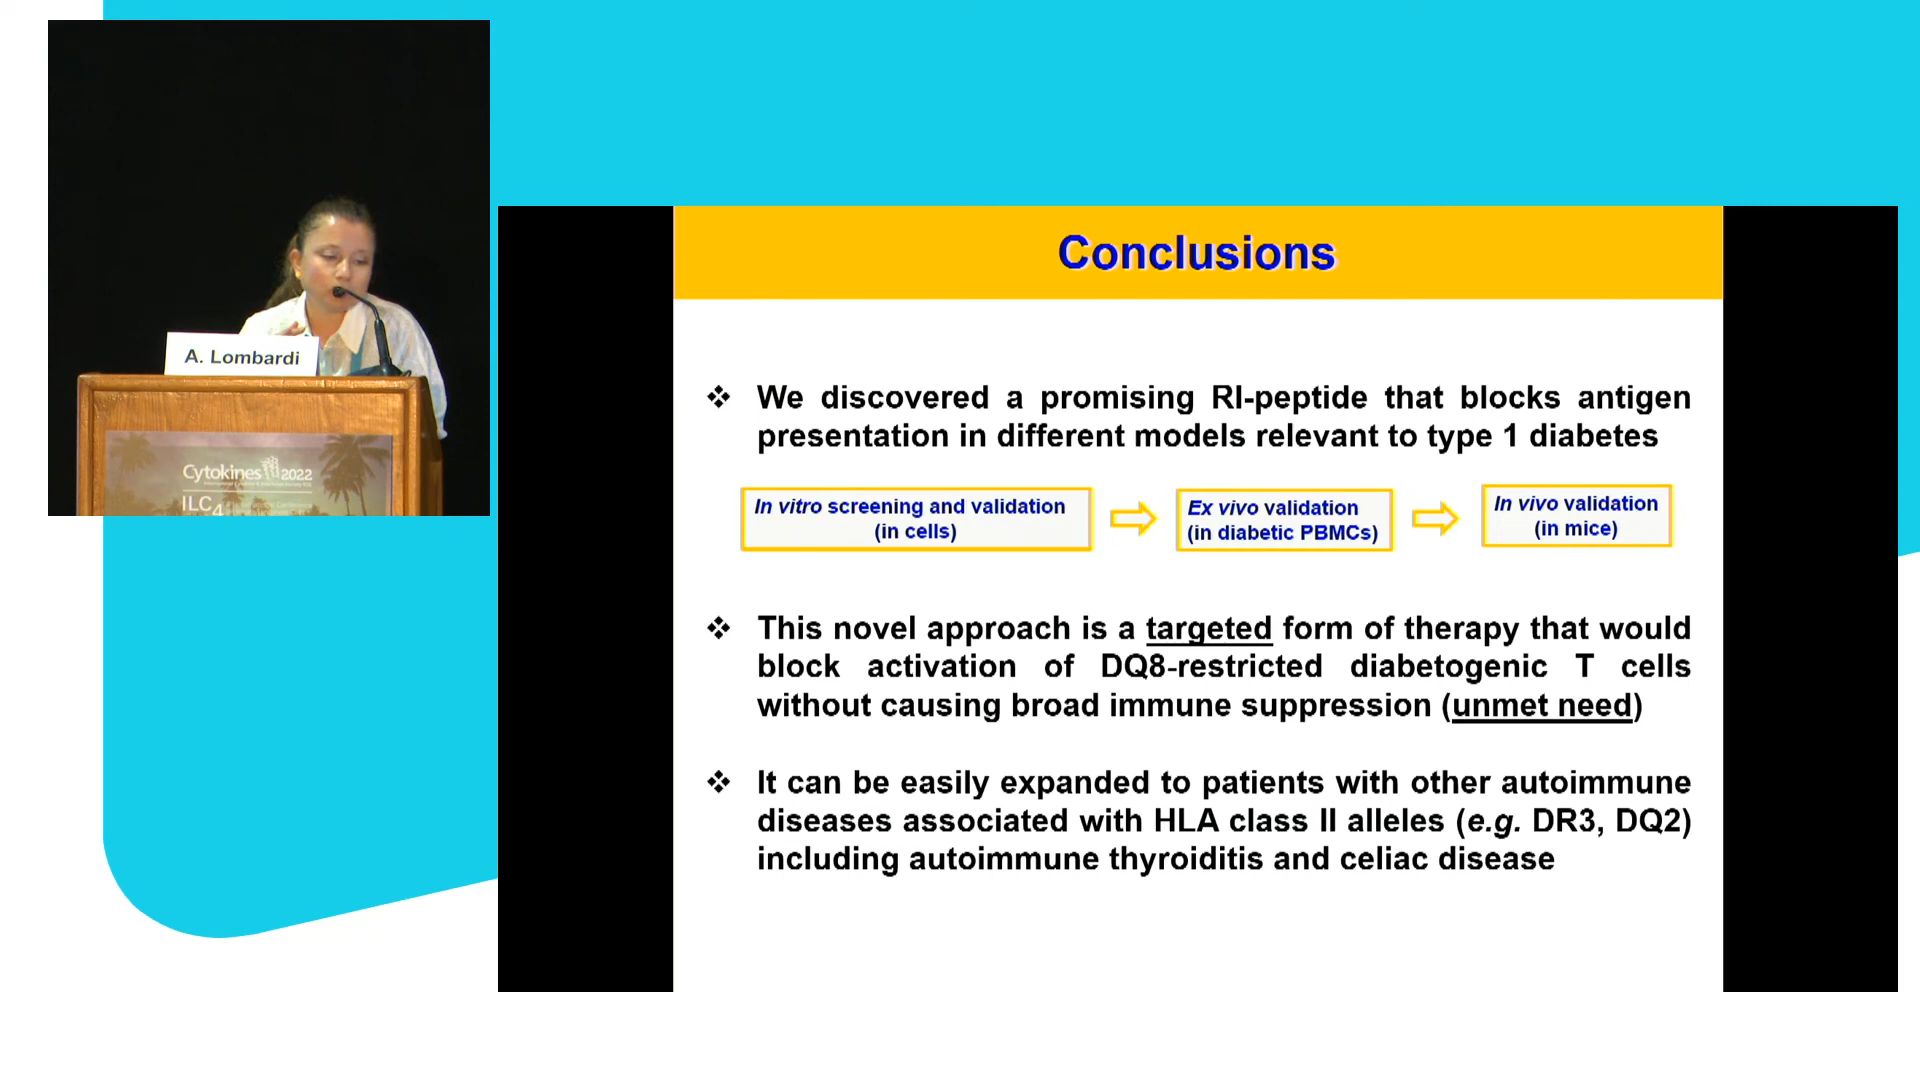 A. Lombardi
Cytokines 2022
ILC4
Conclusions
❖ We discovered a promising RI-peptide that blocks antigen
presentation in different models relevant to type 1 diabetes
In vitro screening and validation
(in cells)
Ex vivo validation
(in diabetic PBMCs)
In vivo validation
(in mice)
❖ This novel approach is a targeted form of therapy that would
block activation of DQ8-restricted diabetogenic T cells
without causing broad immune suppression (unmet need)
❖ It can be easily expanded to patients with other autoimmune
diseases associated with HLA class II alleles (e.g. DR3, DQ2)
including autoimmune thyroiditis and celiac disease